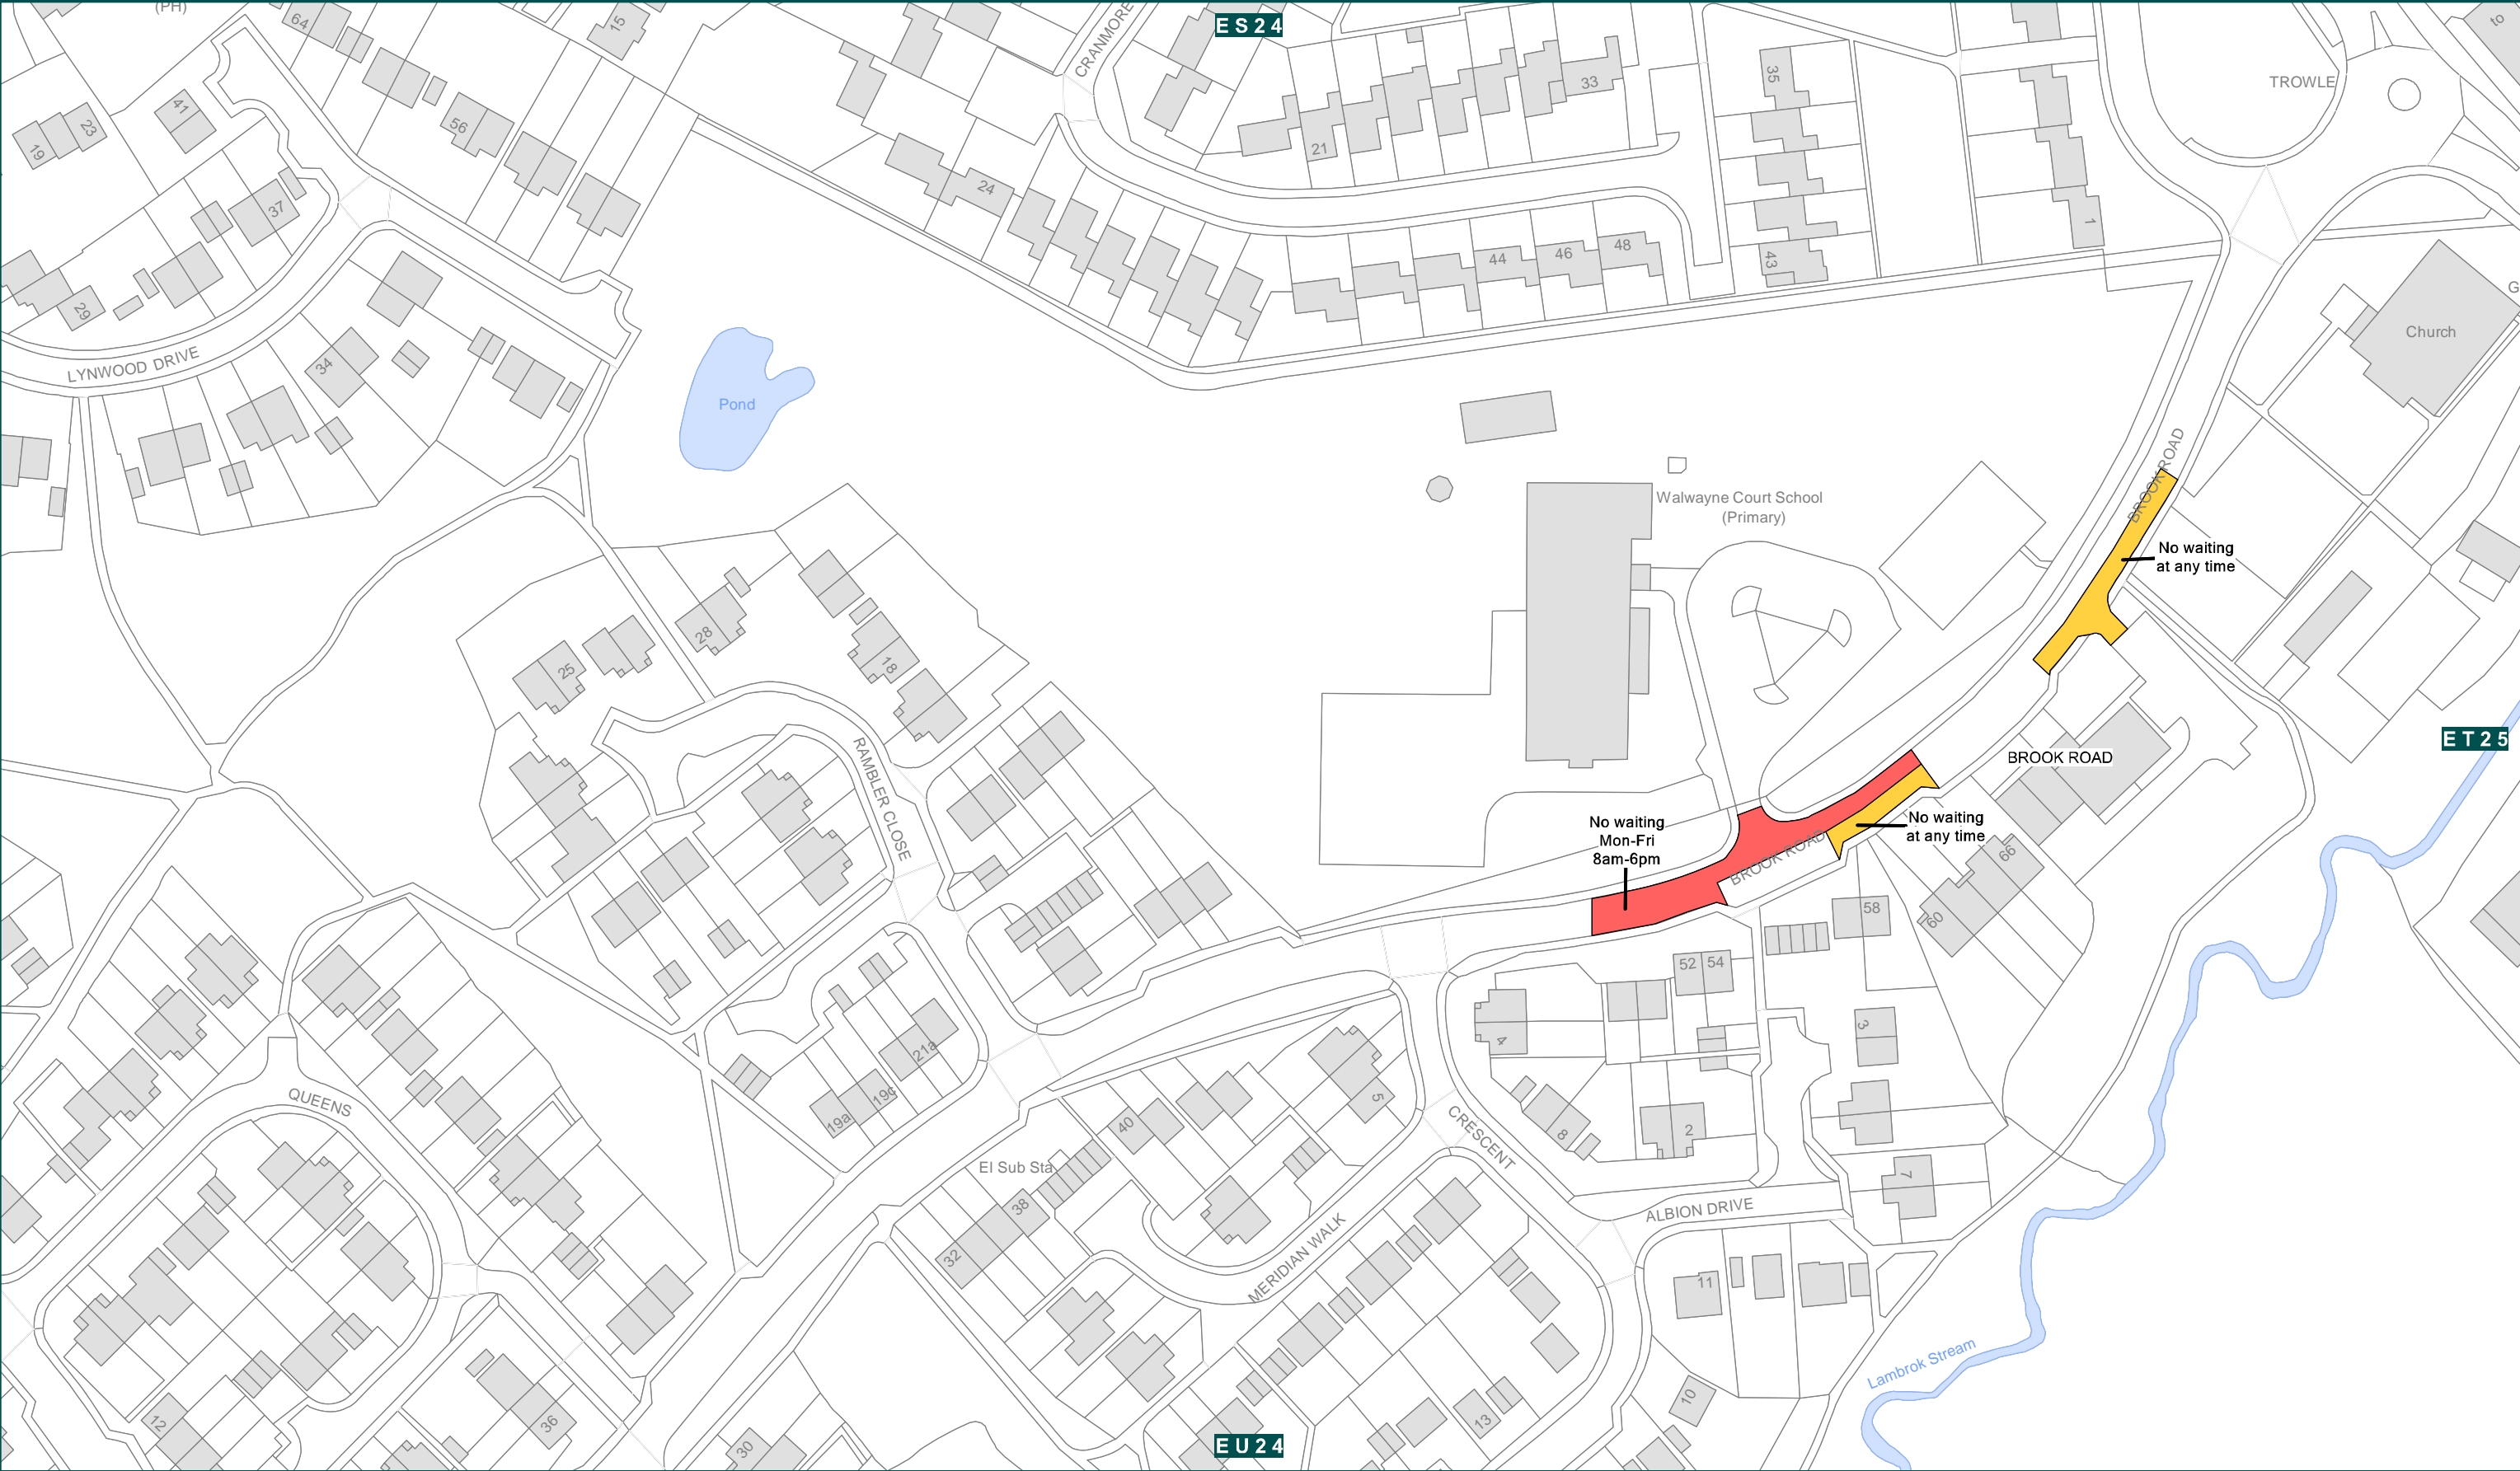 (PH)
64
15
CRANMORE
ES24
to
TROWLE
33
35
41
23
19
56
21
24
37
1
44
46
48
43
29
G
Church
LYNWOOD DRIVE
34
Pond
BROOK ROAD
Walwayne Court School
(Primary)
No waiting
at any time
28
18
25
ET25
BROOK ROAD
RAMBLER CLOSE
No waiting
Mon-Fri
8am-6pm
No waiting
at any time
BROOK ROAD
66
60
58
52
54
4
3
21a
19c
19a
QUEENS
5
40
CRESCENT
8
2
El Sub Sta
38
32
7
ALBION DRIVE
MERIDIAN WALK
11
Lambrok Stream
10
13
12
36
30
EU24